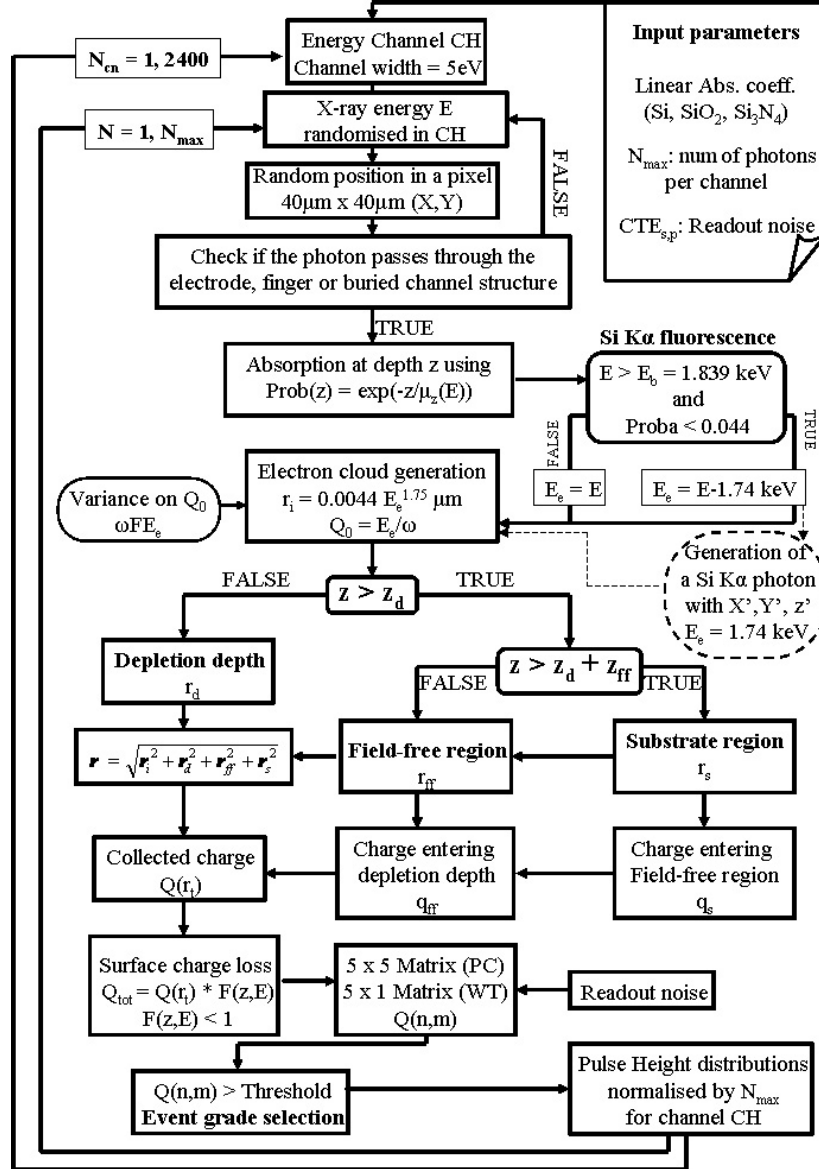 Energy Channel CH
Channel width = 5eV
N_cn = 1, 2400
Input parameters
Linear Abs. coeff.
(Si, SiO₂, Si₃N₄)
N_max: num of photons
per channel
CTE_s,p: Readout noise
N = 1, N_max
X-ray energy E
randomised in CH
FALSE
Random position in a pixel
40μm x 40μm (X,Y)
Check if the photon passes through the
electrode, finger or buried channel structure
TRUE
Si Kα fluorescence
Absorption at depth z using
Prob(z) = exp(-z/μ_z(E))
E > E_b = 1.839 keV
and
Proba < 0.044
FALSE
TRUE
E_e = E
E_e = E-1.74 keV
Variance on Q₀
ωFE_e
Electron cloud generation
r_i = 0.0044 E_e^1.75 μm
Q₀ = E_e/ω
Generation of
a Si Kα photon
with X’,Y’, z’
E_e = 1.74 keV
FALSE
TRUE
z > z_d
Depletion depth
r_d
z > z_d + z_ff
FALSE
TRUE
r = √r_i² + r_d² + r_ff² + r_s²
Field-free region
r_ff
Substrate region
r_s
Collected charge
Q(r_t)
Charge entering
depletion depth
q_ff
Charge entering
Field-free region
q_s
Surface charge loss
Q_tot = Q(r_t) * F(z,E)
F(z,E) < 1
5 x 5 Matrix (PC)
5 x 1 Matrix (WT)
Q(n,m)
Readout noise
Q(n,m) > Threshold
Event grade selection
Pulse Height distributions
normalised by N_max
for channel CH